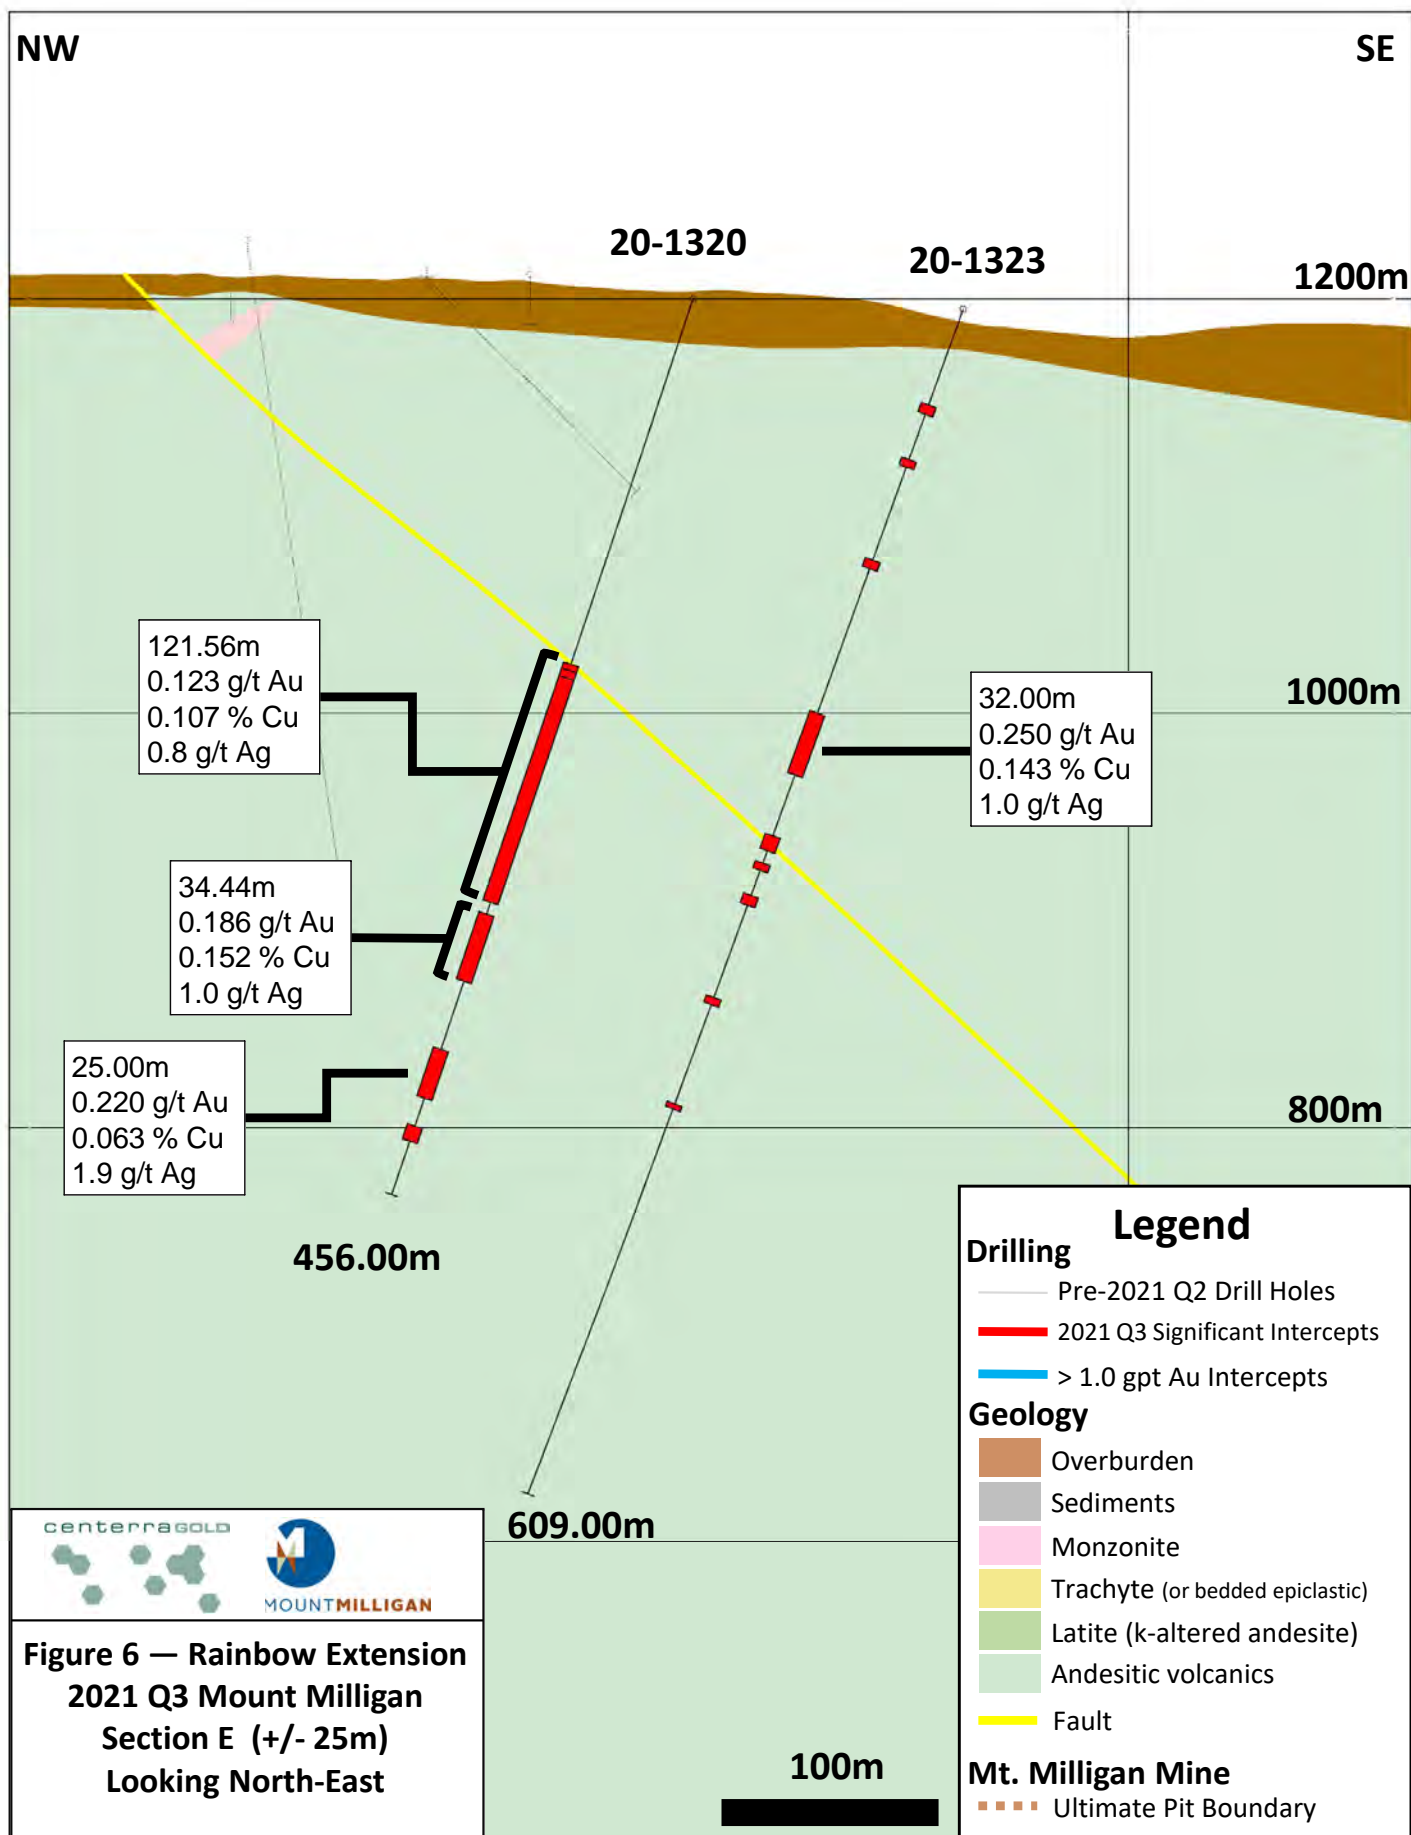 NW
SE
20-1320
20-1323
1200m
121.56m
0.123 g/t Au
0.107 % Cu
0.8 g/t Ag
1000m
32.00m
0.250 g/t Au
0.143 % Cu
1.0 g/t Ag
34.44m
0.186 g/t Au
0.152 % Cu
1.0 g/t Ag
25.00m
0.220 g/t Au
0.063 % Cu
1.9 g/t Ag
800m
456.00m
609.00m
Legend
Drilling
Pre-2021 Q2 Drill Holes
2021 Q3 Significant Intercepts
> 1.0 gpt Au Intercepts
Geology
Overburden
Sediments
Monzonite
Trachyte (or bedded epiclastic)
Latite (k-altered andesite)
Andesitic volcanics
Fault
Mt. Milligan Mine
Ultimate Pit Boundary
centerraGOLD
MOUNTMILLIGAN
Figure 6 — Rainbow Extension
2021 Q3 Mount Milligan
Section E (+/- 25m)
Looking North-East
100m